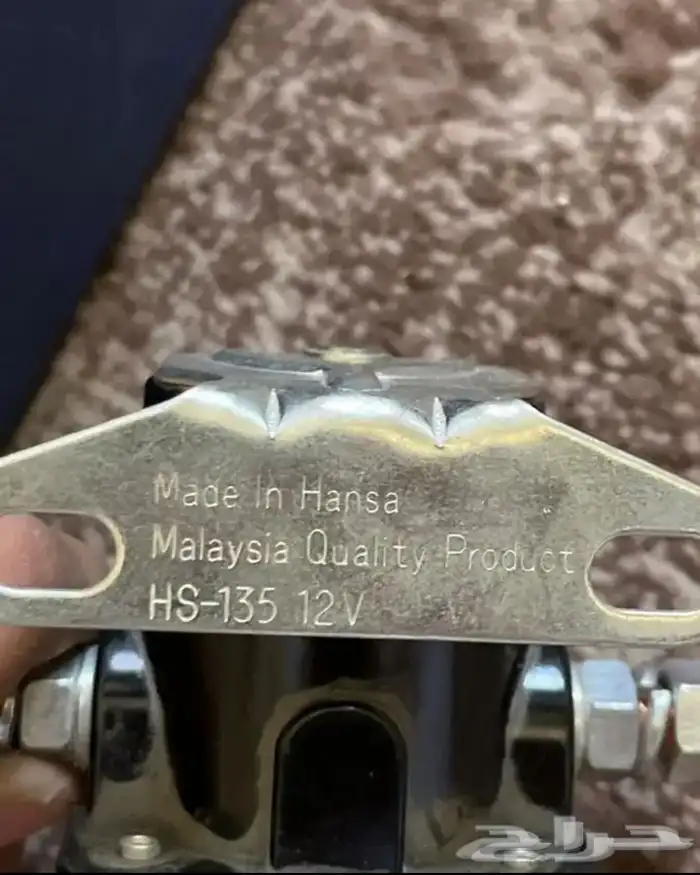 Made In Hansa
Malaysia Quality Product
HS-135 12V
حراج